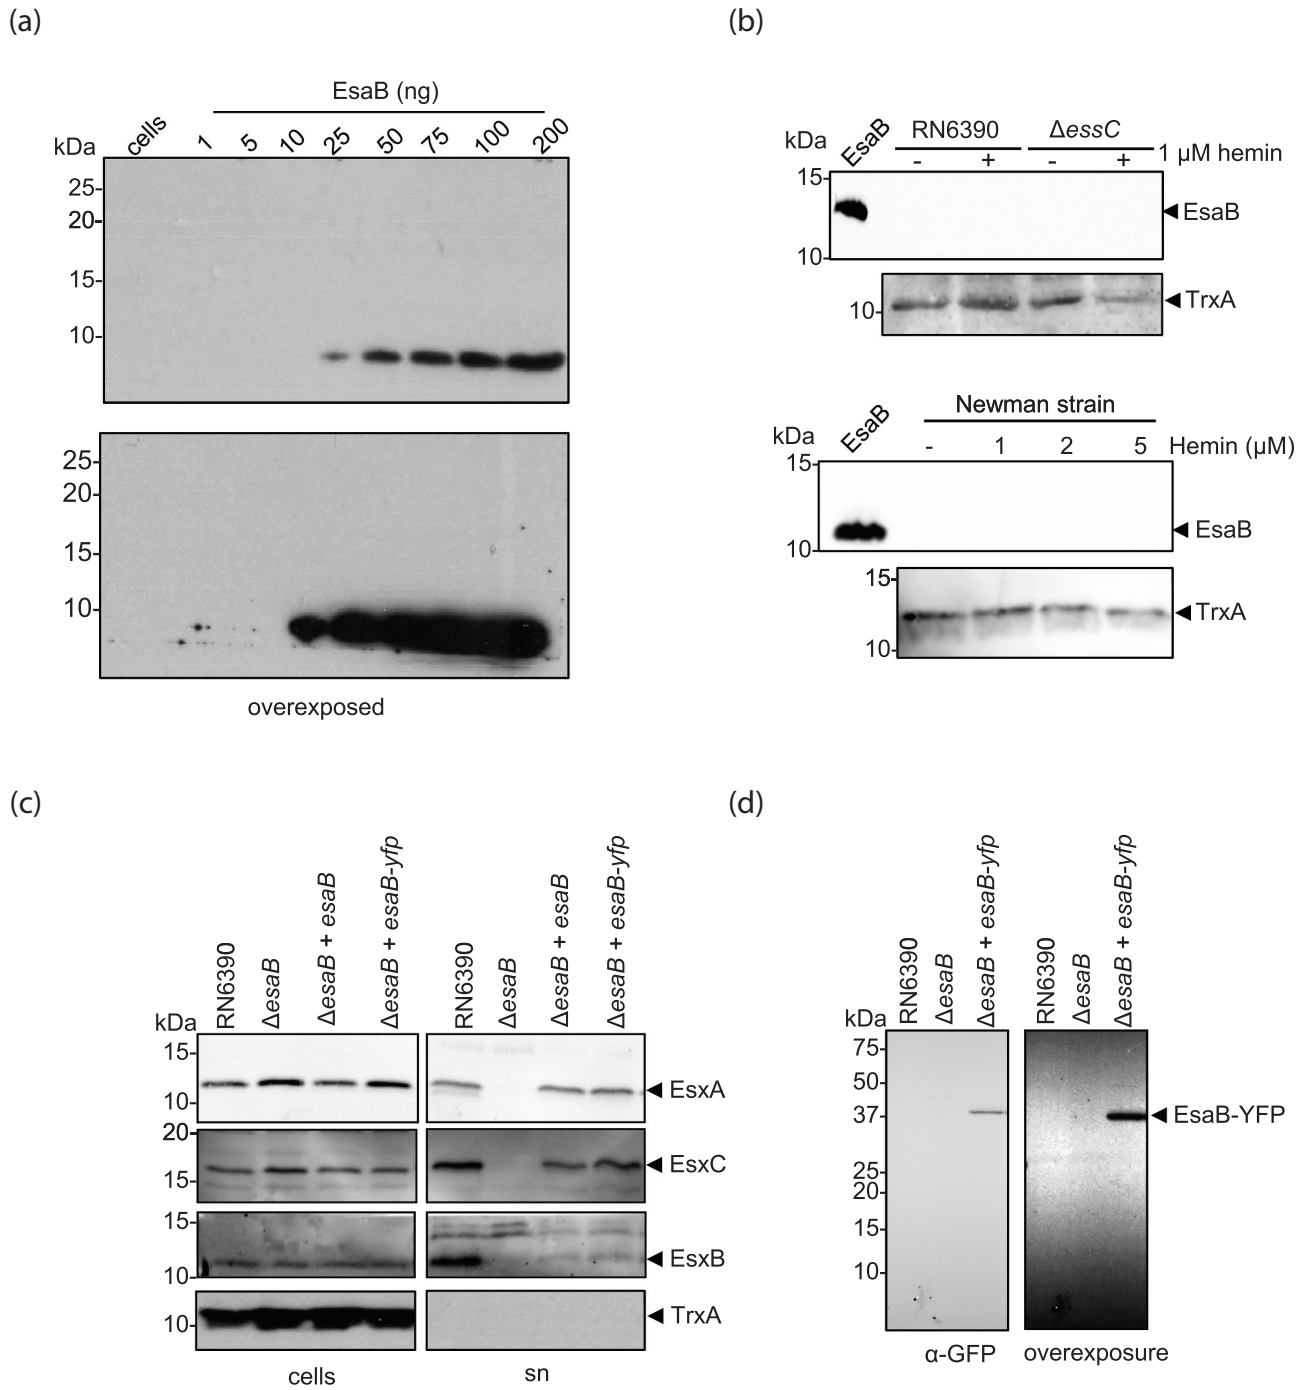 (a)
EsaB (ng)
kDa cells 1 5 10 25 50 75 100 200
25
20
15
10
25
20
15
10
overexposed
(b)
RN6390 ΔessC
kDa EsaB - + - + 1 µM hemin
15
EsaB
10
10 TrxA
Newman strain
kDa EsaB - 1 2 5 Hemin (µM)
15
EsaB
10
15
TrxA
10
(c)
kDa RN6390 ΔesaB ΔesaB + esaB ΔesaB + esaB-yfp RN6390 ΔesaB ΔesaB + esaB ΔesaB + esaB-yfp
15
10 EsxA
20
15 EsxC
15
10 EsxB
10 TrxA
cells sn
(d)
kDa RN6390 ΔesaB ΔesaB + esaB-yfp RN6390 ΔesaB ΔesaB + esaB-yfp
75
50
37 EsaB-YFP
25
20
15
10
α-GFP overexposure